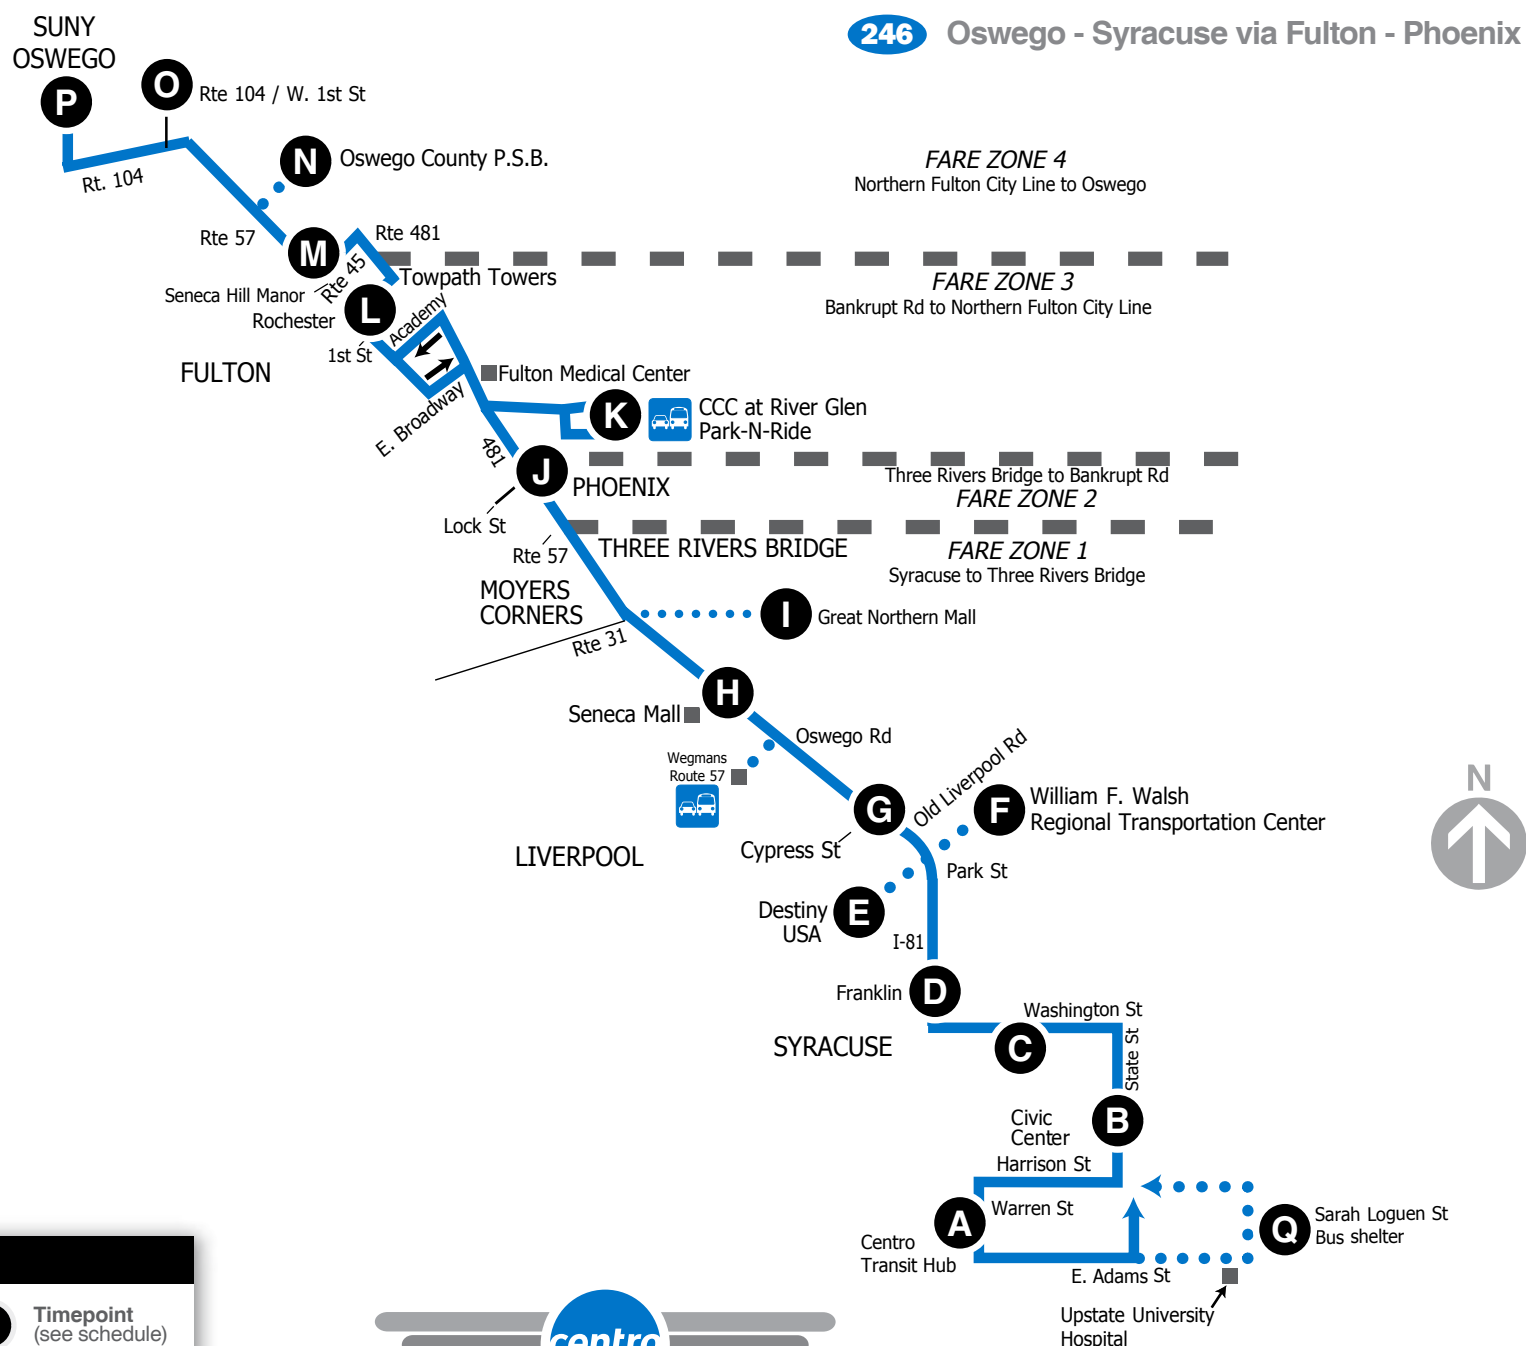 246 Oswego - Syracuse via Fulton - Phoenix
SUNY
OSWEGO
P
O
Rte 104 / W. 1st St
Rt. 104
N
Oswego County P.S.B.
FARE ZONE 4
Northern Fulton City Line to Oswego
Rte 57
M
Rte 481
Rte 45
Towpath Towers
FARE ZONE 3
Bankrupt Rd to Northern Fulton City Line
Seneca Hill Manor
Rochester
L
Academy
1st St
FULTON
Fulton Medical Center
E. Broadway
K
CCC at River Glen
Park-N-Ride
481
J
PHOENIX
Three Rivers Bridge to Bankrupt Rd
FARE ZONE 2
Lock St
Rte 57
THREE RIVERS BRIDGE
FARE ZONE 1
Syracuse to Three Rivers Bridge
MOYERS
CORNERS
I
Great Northern Mall
Rte 31
H
Seneca Mall
Oswego Rd
Wegmans
Route 57
Old Liverpool Rd
G
F
William F. Walsh
Regional Transportation Center
N
Cypress St
LIVERPOOL
Park St
Destiny
USA
E
I-81
Franklin
D
Washington St
SYRACUSE
C
State St
Civic
Center
B
Harrison St
Warren St
A
Centro
Transit Hub
Q
Sarah Loguen St
Bus shelter
E. Adams St
Upstate University
Hospital
Timepoint
(see schedule)
centro